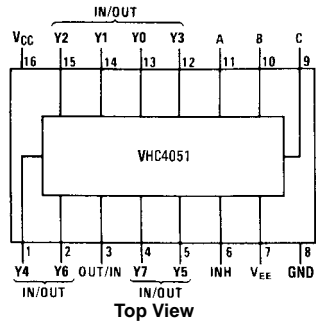 IN/OUT
VCC Y2 Y1 Y0 Y3 A B C
16 15 14 13 12 11 10 9
VHC4051
1 2 3 4 5 6 7 8
Y4 Y6 OUT/IN Y7 Y5 INH VEE GND
IN/OUT IN/OUT
Top View